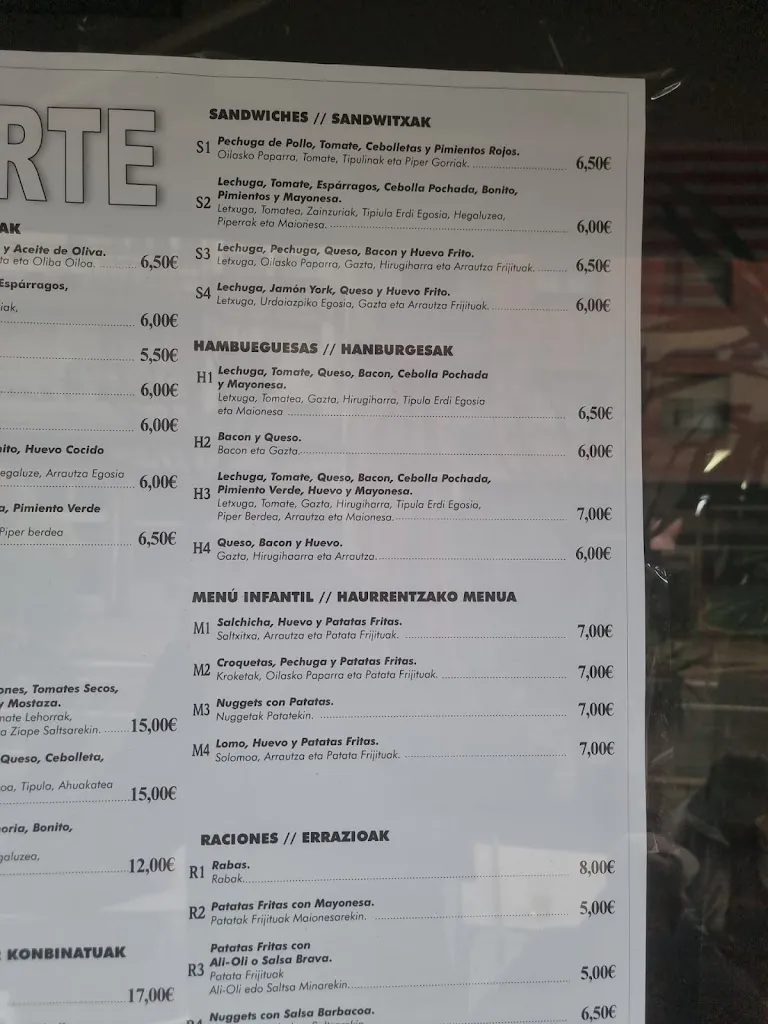 RTE
AK
y Aceite de Oliva.
ta eta Oliba Oiloa. 6,50€
Espárragos,
iak,
6,00€
5,50€
6,00€
6,00€
nito, Huevo Cocido
egaluze, Arrautza Egosia 6,00€
a, Pimiento Verde
Piper berdea
6,50€
ones, Tomates Secos,
y Mostaza.
mate Lehorrak,
a Ziape Saltsarekin. 15,00€
Queso, Cebolleta,
oa, Tipula, Ahuakatea
15,00€
oria, Bonito,
galuzea,
12,00€
KONBINATUAK
17,00€
SANDWICHES // SANDWITXAK
S1 Pechuga de Pollo, Tomate, Cebolletas y Pimientos Rojos.
Oilasko Paparra, Tomate, Tipulinak eta Piper Gorriak. 6,50€
S2 Lechuga, Tomate, Espárragos, Cebolla Pochada, Bonito,
Pimientos y Mayonesa.
Letxuga, Tomatea, Zainzuriak, Tipiula Erdi Egosia, Hegaluzea,
Piperrak eta Maionesa. 6,00€
S3 Lechuga, Pechuga, Queso, Bacon y Huevo Frito.
Letxuga, Oilasko Paparra, Gazta, Hirugiharra eta Arrautza Frijituak. 6,50€
S4 Lechuga, Jamón York, Queso y Huevo Frito.
Letxuga, Urdaiazpiko Egosia, Gazta eta Arrautza Frijituak. 6,00€
HAMBUEGUESAS // HANBURGESAK
H1 Lechuga, Tomate, Queso, Bacon, Cebolla Pochada
y Mayonesa.
Letxuga, Tomatea, Gazta, Hirugiharra, Tipula Erdi Egosia
eta Maionesa 6,50€
H2 Bacon y Queso.
Bacon eta Gazta. 6,00€
H3 Lechuga, Tomate, Queso, Bacon, Cebolla Pochada,
Pimiento Verde, Huevo y Mayonesa.
Letxuga, Tomate, Gazta, Hirugiharra, Tipula Erdi Egosia,
Piper Berdea, Arrautza eta Maionesa. 7,00€
H4 Queso, Bacon y Huevo.
Gazta, Hirugihaarra eta Arrautza. 6,00€
MENÚ INFANTIL // HAURRENTZAKO MENUA
M1 Salchicha, Huevo y Patatas Fritas.
Saltxitxa, Arrautza eta Patata Frijituak. 7,00€
M2 Croquetas, Pechuga y Patatas Fritas.
Kroketak, Oilasko Paparra eta Patata Frijituak. 7,00€
M3 Nuggets con Patatas.
Nuggetak Patatekin. 7,00€
M4 Lomo, Huevo y Patatas Fritas.
Solomoa, Arrautza eta Patata Frijituak. 7,00€
RACIONES // ERRAZIOAK
R1 Rabas.
Rabak. 8,00€
R2 Patatas Fritas con Mayonesa.
Patatak Frijituak Maionesarekin. 5,00€
R3 Patatas Fritas con
Ali-Oli o Salsa Brava.
Patata Frijituak
Ali-Oli edo Saltsa Minarekin. 5,00€
Nuggets con Salsa Barbacoa.
6,50€